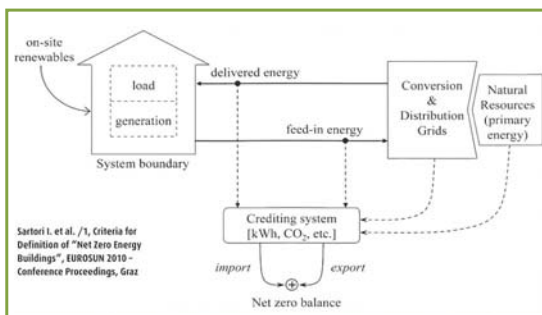 on-site
renewables
load
generation
System boundary
delivered energy
feed-in energy
Conversion
&
Distribution
Grids
Natural
Resources
(primary
energy)
Crediting system
[kWh, CO₂, etc.]
import
export
Net zero balance
Sartori I. et al. /1, Criteria for
Definition of "Net Zero Energy
Buildings", EUROSUN 2010 –
Conference Proceedings, Graz